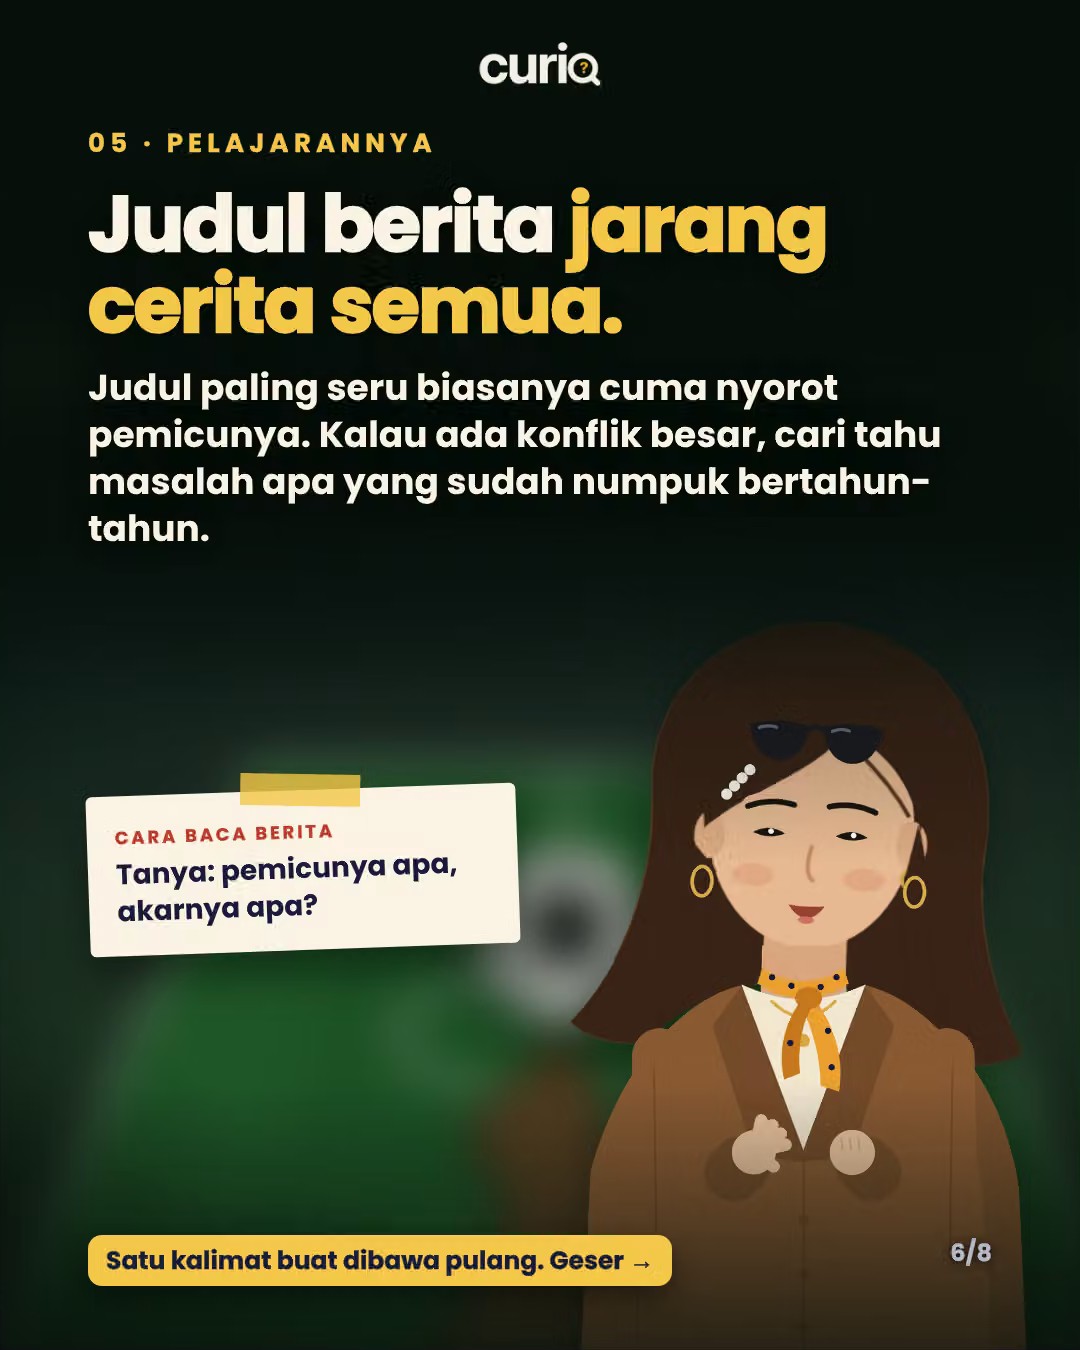 curio
05 · PELAJARANNYA
Judul berita jarang
cerita semua.
Judul paling seru biasanya cuma nyorot
pemicunya. Kalau ada konflik besar, cari tahu
masalah apa yang sudah numpuk bertahun-
tahun.
CARA BACA BERITA
Tanya: pemicunya apa,
akarnya apa?
Satu kalimat buat dibawa pulang. Geser →
6/8